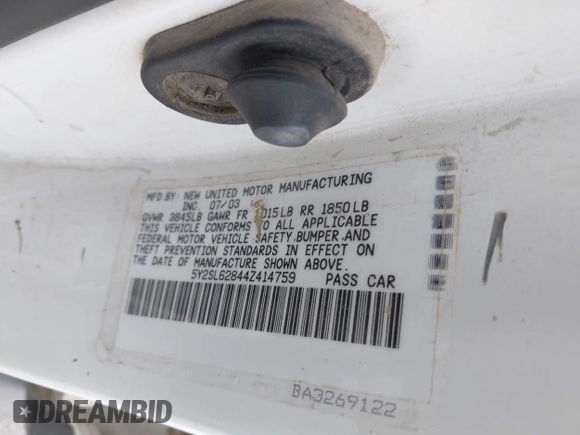 MFD.BY: NEW UNITED MOTOR MANUFACTURING
INC. 07/03
GVWR 3845LB GAWR FR 2015LB RR 1850LB
THIS VEHICLE CONFORMS TO ALL APPLICABLE
FEDERAL MOTOR VEHICLE SAFETY,BUMPER,AND
THEFT PREVENTION STANDARDS IN EFFECT ON
THE DATE OF MANUFACTURE SHOWN ABOVE.
5Y2SL62844Z414759 PASS CAR
BA3269122
DREAMBID